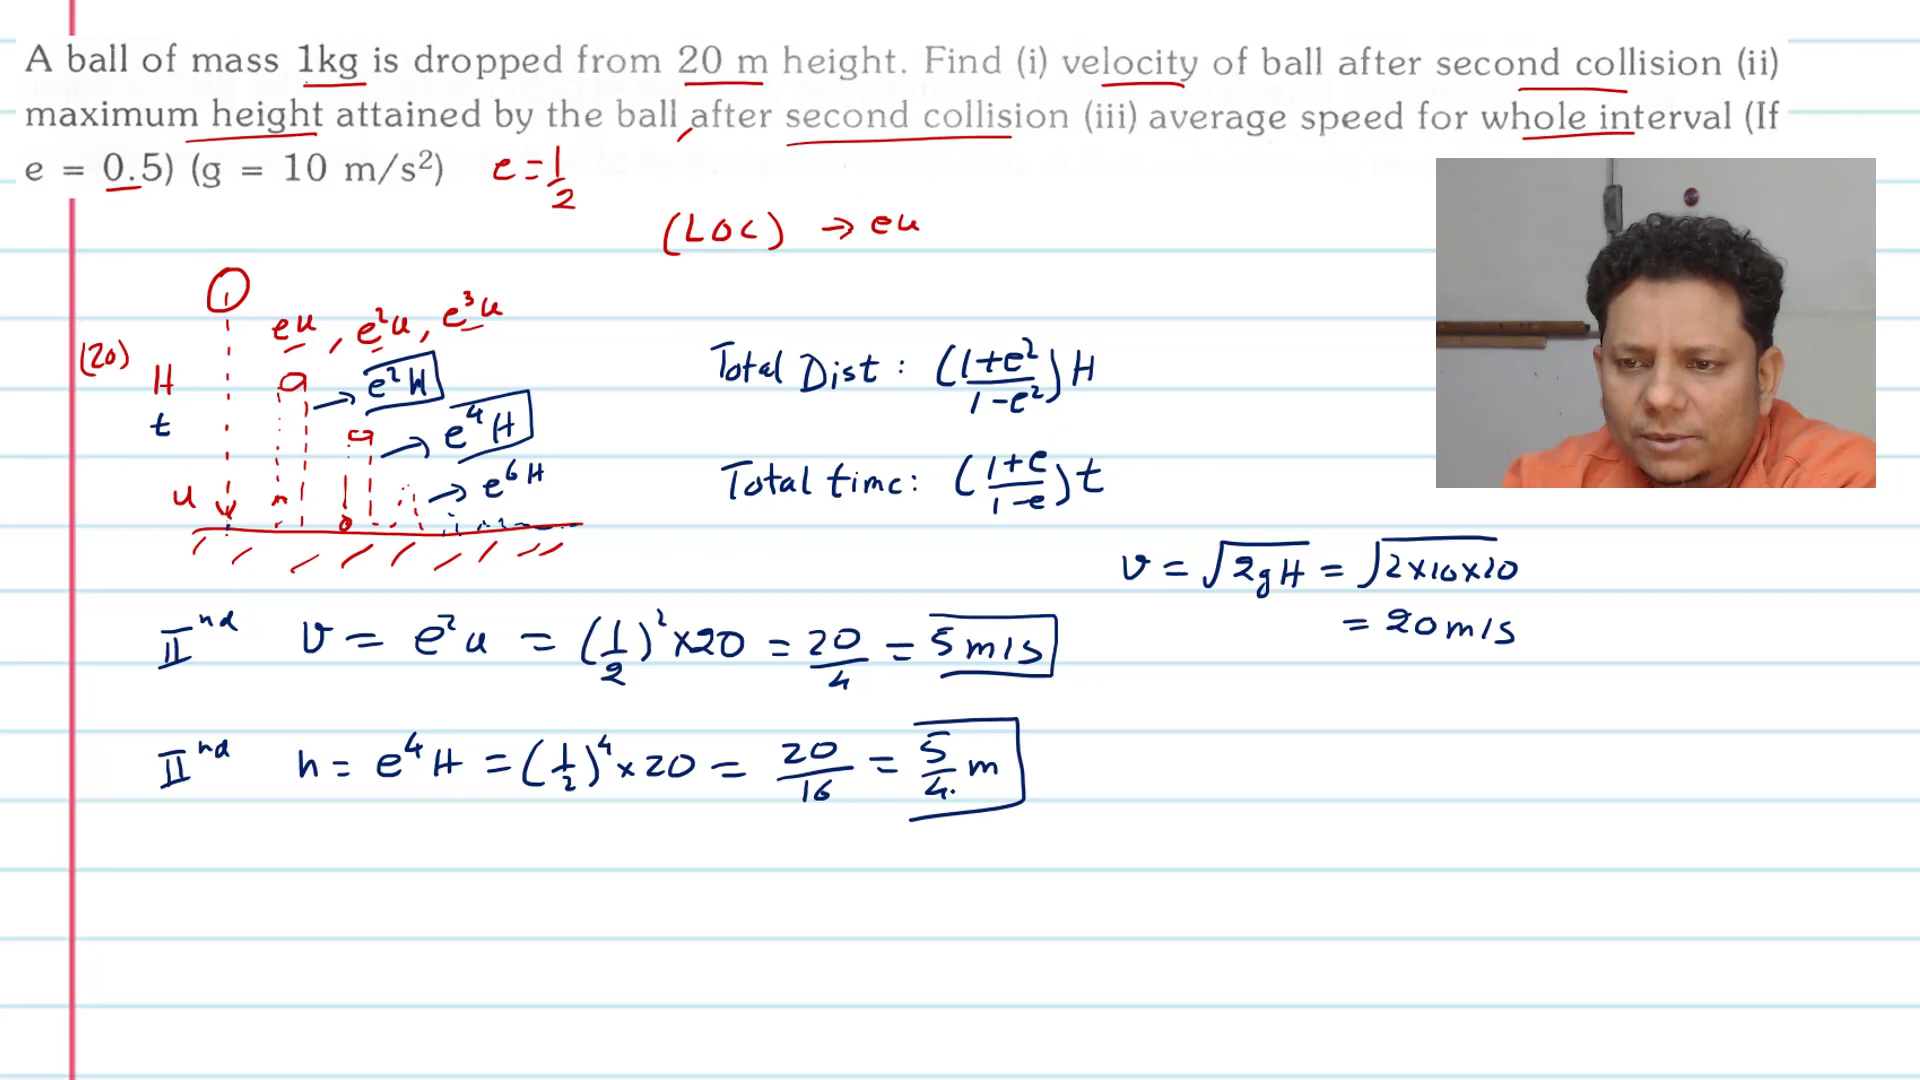 A ball of mass 1kg is dropped from 20 m height. Find (i) velocity of ball after second collision (ii)
maximum height attained by the ball after second collision (iii) average speed for whole interval (If
e = 0.5) (g = 10 m/s²) e = 1/2
(LOC) → eu
eu , e²u , e³u
(20) H
t
u
e²H
e⁴H
e⁶H
Total Dist : (1+e²/1-e²) H
Total time : (1+e/1-e) t
v = √2gH = √2×10×20
= 20 m/s
IInd v = e²u = (1/2)² × 20 = 20/4 = 5 m/s
IInd h = e⁴H = (1/2)⁴ × 20 = 20/16 = 5/4 m